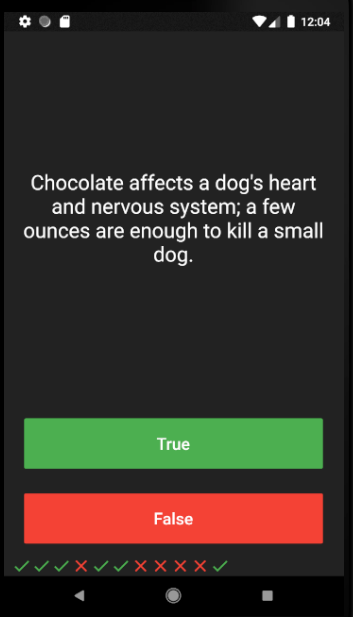 12:04
Chocolate affects a dog's heart
and nervous system; a few
ounces are enough to kill a small
dog.
True
False